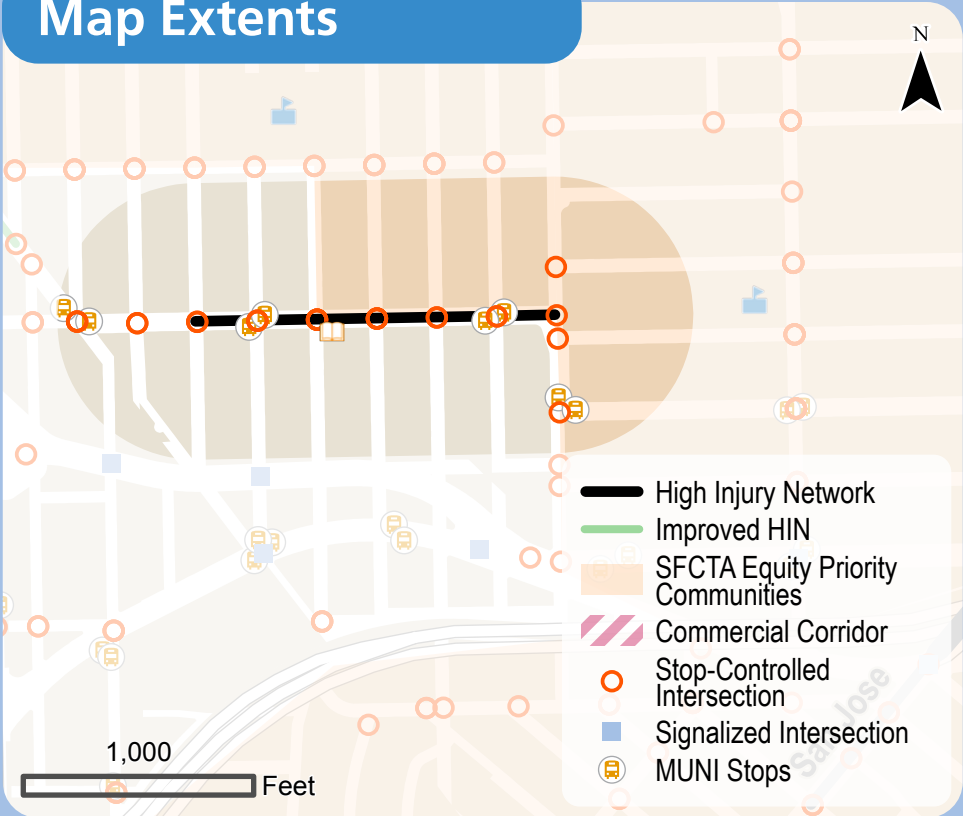 Map Extents
N
High Injury Network
Improved HIN
SFCTA Equity Priority
Communities
Commercial Corridor
Stop-Controlled
Intersection
Signalized Intersection
MUNI Stops
San Jose
1,000
Feet